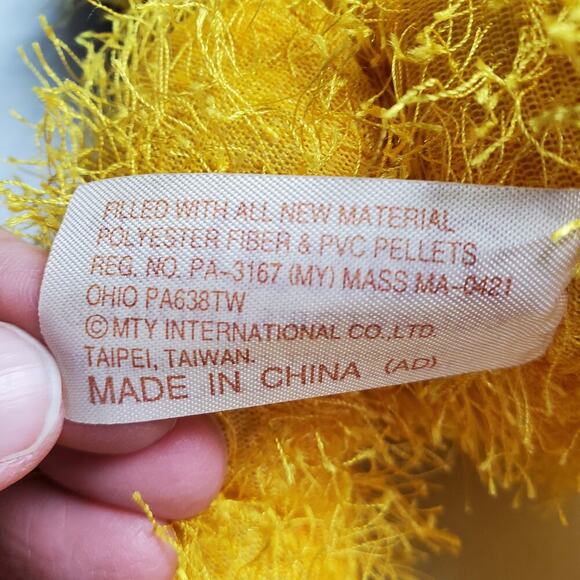 FILLED WITH ALL NEW MATERIAL
POLYESTER FIBER & PVC PELLETS
REG. NO. PA-3167 (MY) MASS MA-0421
OHIO PA638TW
©MTY INTERNATIONAL CO.,LTD.
TAIPEI, TAIWAN.
MADE IN CHINA (AD)